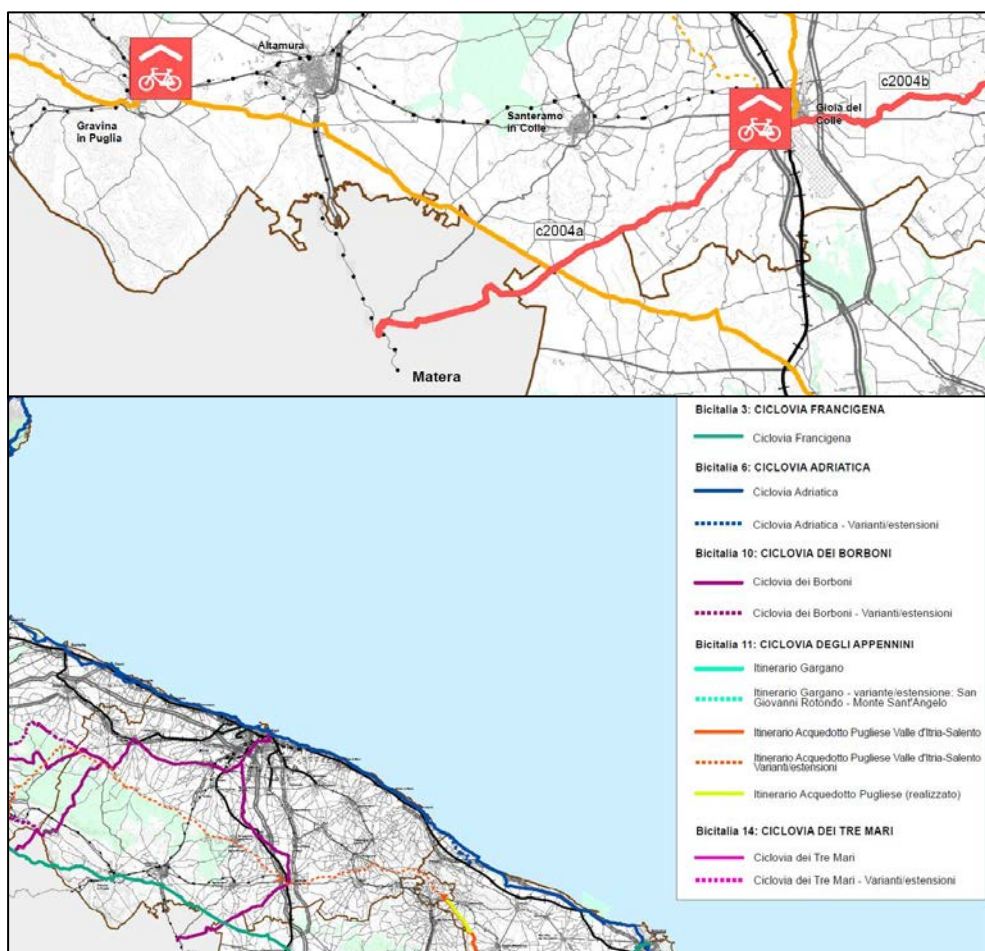 Altamura
c2004b
Gravina
in Puglia
Santeramo
in Colle
Gioia del
Colle
c2004a
Matera
Bicitalia 3: CICLOVIA FRANCIGENA
Ciclovia Francigena
Bicitalia 6: CICLOVIA ADRIATICA
Ciclovia Adriatica
Ciclovia Adriatica - Varianti/estensioni
Bicitalia 10: CICLOVIA DEI BORBONI
Ciclovia dei Borboni
Ciclovia dei Borboni - Varianti/estensioni
Bicitalia 11: CICLOVIA DEGLI APPENNINI
Itinerario Gargano
Itinerario Gargano - variante/estensione: San
Giovanni Rotondo - Monte Sant'Angelo
Itinerario Acquedotto Pugliese Valle d'Itria-Salento
Itinerario Acquedotto Pugliese Valle d'Itria-Salento
Varianti/estensioni
Itinerario Acquedotto Pugliese (realizzato)
Bicitalia 14: CICLOVIA DEI TRE MARI
Ciclovia dei Tre Mari
Ciclovia dei Tre Mari - Varianti/estensioni